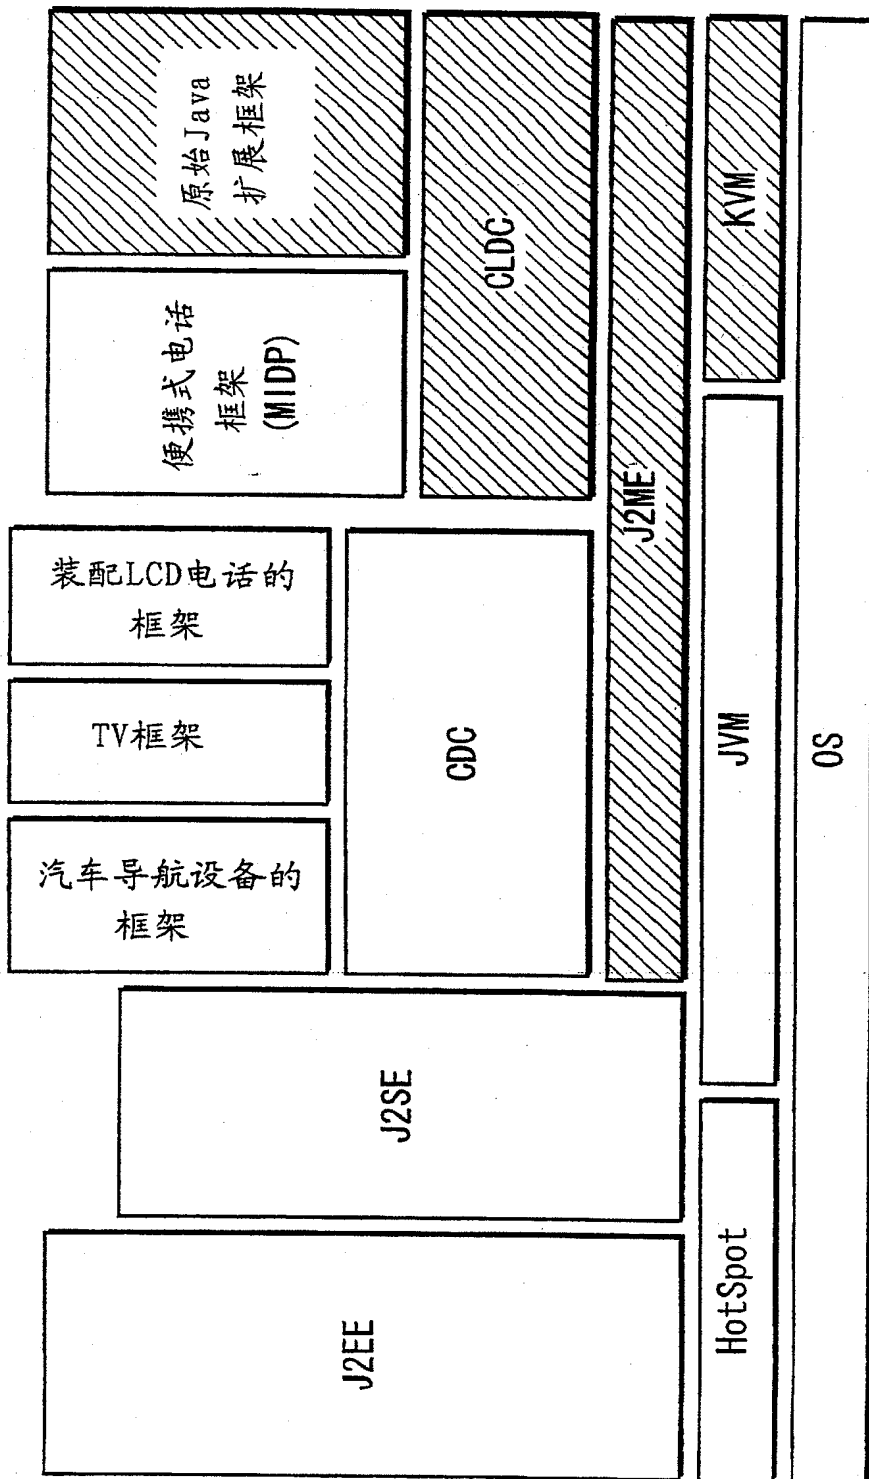 原始Java
扩展框架
便携式电话
框架
(MIDP)
CLDC
KVM
J2ME
装配LCD电话的
框架
TV框架
汽车导航设备的
框架
CDC
JVM
OS
J2SE
J2EE
HotSpot